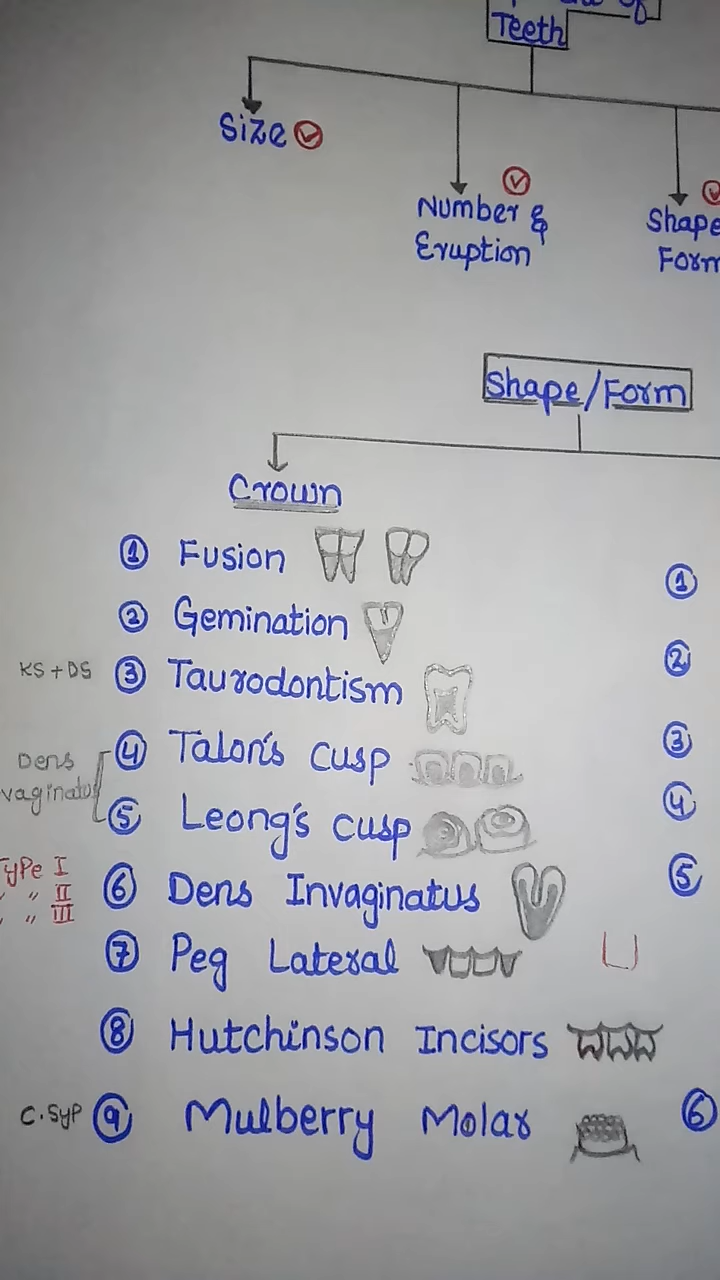 Teeth
Size
Number &
Eruption
Shape
Form
Shape/Form
Crown
① Fusion
② Gemination
KS + DS ③ Taurodontism
④ Talon's cusp
Dens
vaginatus
⑤ Leong's cusp
Type I
" II
" III
⑥ Dens Invaginatus
⑦ Peg Lateral
⑧ Hutchinson Incisors
C. Syp ⑨ Mulberry Molar
①
②
③
④
⑤
⑥